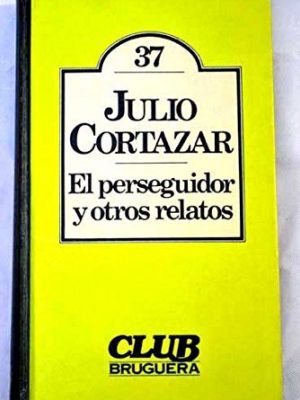 37
JULIO
CORTAZAR
El perseguidor
y otros relatos
CLUB
BRUGUERA